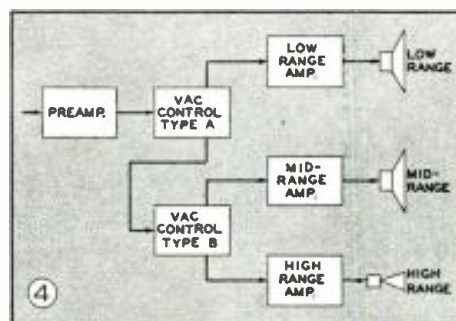 PREAMP.
VAC
CONTROL
TYPE A
LOW
RANGE
AMP.
LOW
RANGE
VAC
CONTROL
TYPE B
MID-
RANGE
AMP.
MID-
RANGE
HIGH
RANGE
AMP.
HIGH
RANGE
4